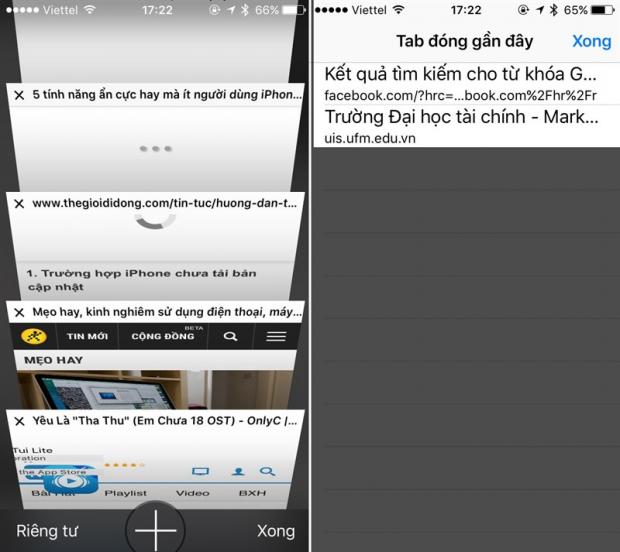 Viettel 17:22 66%
5 tính năng ẩn cực hay mà ít người dùng iPhon...
www.thegioididong.com/tin-tuc/huong-dan-t...
1. Trường hợp iPhone chưa tải bản
cập nhật
Mẹo hay, kinh nghiêm sử dụng điện thoại, máy...
TIN MỚI CỘNG ĐỒNG BETA
MẸO HAY
Yêu Là "Tha Thu" (Em Chưa 18 OST) - OnlyC |...
Tui Lite
oration
the App Store
Bài Hát Playlist Video BXH
Riêng tư Xong
Viettel 17:22 65%
Tab đóng gần đây Xong
Kết quả tìm kiếm cho từ khóa G...
facebook.com/?hrc=...book.com%2Fhr%2Fr
Trường Đại học tài chính - Mark...
uis.ufm.edu.vn